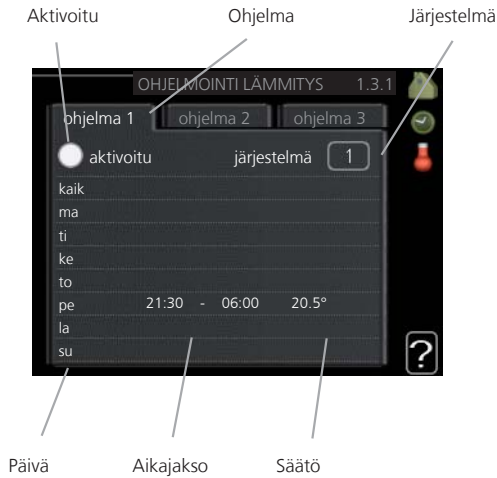 Aktivoitu Ohjelma Järjestelmä
OHJELMOINTI LÄMMITYS 1.3.1
ohjelma 1 ohjelma 2 ohjelma 3
aktivoitu järjestelmä 1
kaik
ma
ti
ke
to
pe 21:30 - 06:00 20.5°
la
su
?
Päivä Aikajakso Säätö